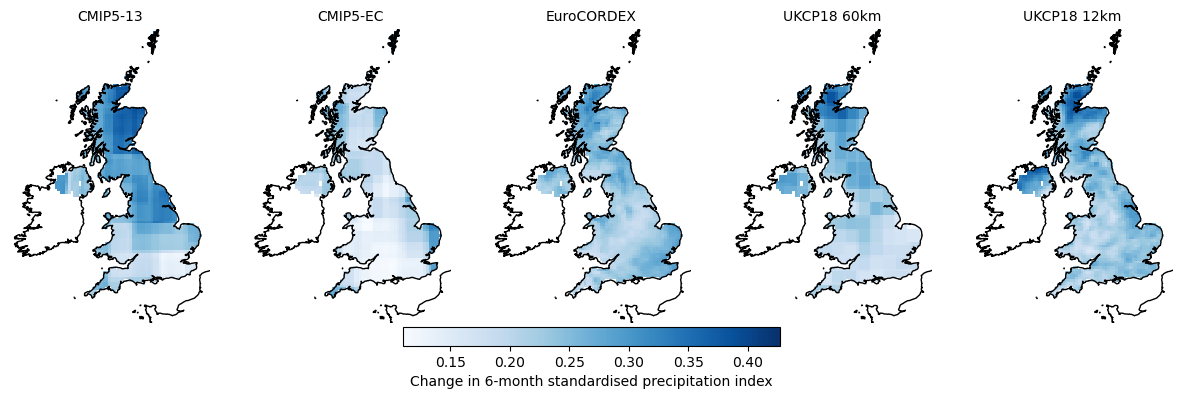 CMIP5-13 CMIP5-EC EuroCORDEX UKCP18 60km UKCP18 12km
0.15 0.20 0.25 0.30 0.35 0.40
Change in 6-month standardised precipitation index